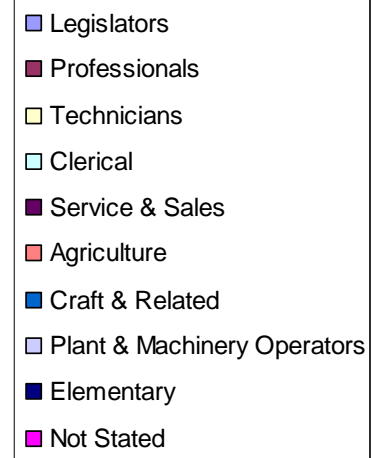 Legislators
Professionals
Technicians
Clerical
Service & Sales
Agriculture
Craft & Related
Plant & Machinery Operators
Elementary
Not Stated